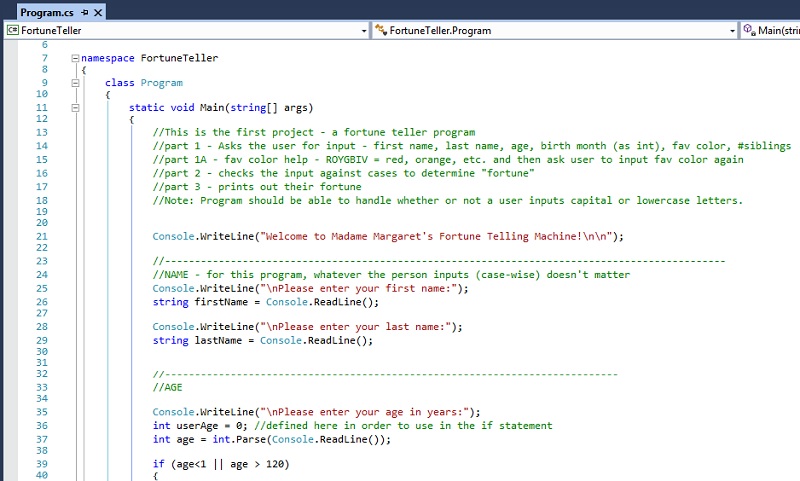 Program.cs
FortuneTeller FortuneTeller.Program Main(stri
6
7 namespace FortuneTeller
8 {
9 class Program
10 {
11 static void Main(string[] args)
12 {
13 //This is the first project - a fortune teller program
14 //part 1 - Asks the user for input - first name, last name, age, birth month (as int), fav color, #siblings
15 //part 1A - fav color help - ROYGBIV = red, orange, etc. and then ask user to input fav color again
16 //part 2 - checks the input against cases to determine "fortune"
17 //part 3 - prints out their fortune
18 //Note: Program should be able to handle whether or not a user inputs capital or lowercase letters.
19
20
21 Console.WriteLine("Welcome to Madame Margaret's Fortune Telling Machine!\n\n");
22
23 //---------------------------------------------------------------------------------------
24 //NAME - for this program, whatever the person inputs (case-wise) doesn't matter
25 Console.WriteLine("\nPlease enter your first name:");
26 string firstName = Console.ReadLine();
27
28 Console.WriteLine("\nPlease enter your last name:");
29 string lastName = Console.ReadLine();
30
31
32 //----------------------------------------------------------------------
33 //AGE
34
35 Console.WriteLine("\nPlease enter your age in years:");
36 int userAge = 0; //defined here in order to use in the if statement
37 int age = int.Parse(Console.ReadLine());
38
39 if (age<1 || age > 120)
40 {